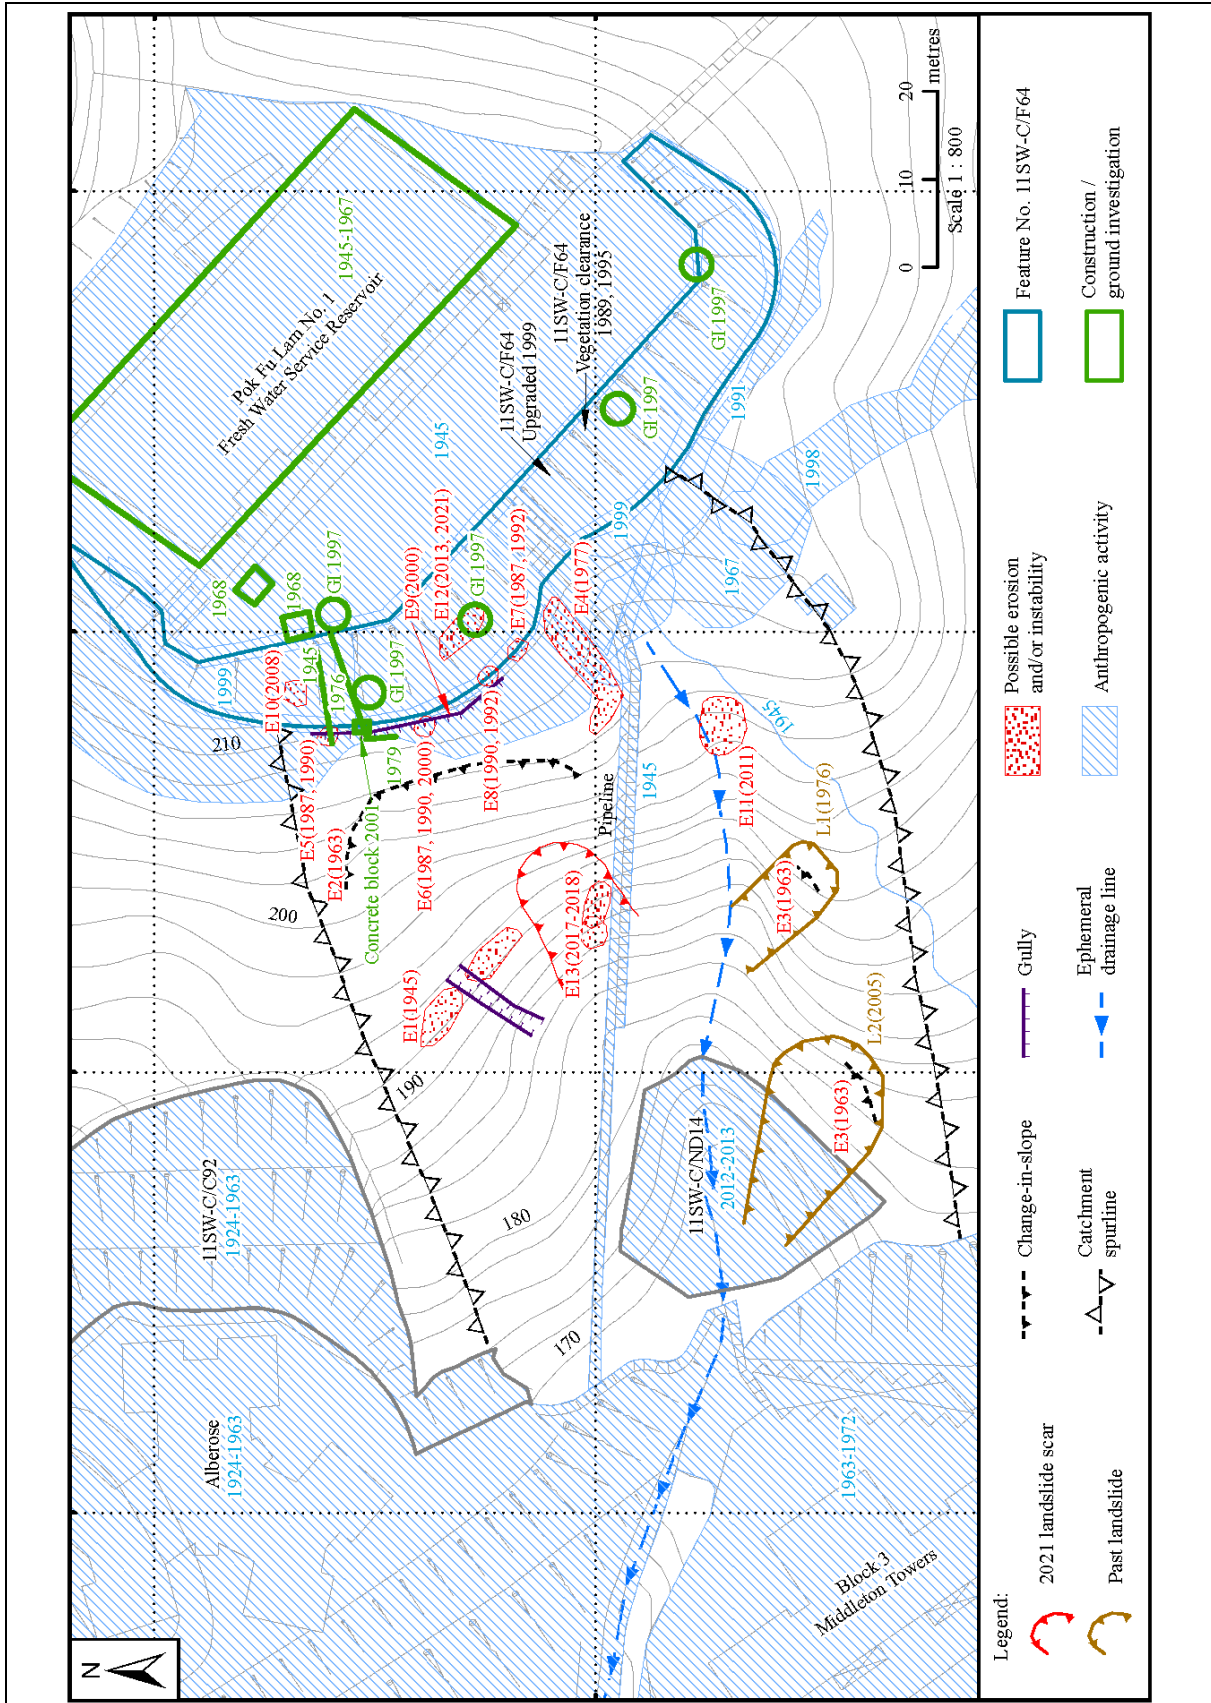 N
Alberose
1924-1963
11SW-C/C92
1924-1963
Pok Fu Lam No. 1
Fresh Water Service Reservoir
1945-1967
1968
1968
GI 1997
1945
1999
1945
1976
E10(2008)
GI 1997
210
E5(1987, 1990)
E2(1963)
1979
Concrete block 2001
E6(1987, 1990, 2000)
E8(1990, 1992)
E9(2000)
E12(2013, 2021)
GI 1997
E7(1987, 1992)
E4(1977)
11SW-C/F64
Upgraded 1999
11SW-C/F64
Vegetation clearance
1989, 1995
GI 1997
GI 1997
1991
1999
1998
1967
200
190
180
170
E1(1945)
E13(2017-2018)
Pipeline
1945
1945
E11(2011)
L1(1976)
E3(1963)
L2(2005)
E3(1963)
11SW-C/ND14
2012-2013
1963-1972
Block 3
Middleton Towers
0 10 20 metres
Scale 1 : 800
Legend:
2021 landslide scar
Past landslide
Change-in-slope
Catchment
spurline
Gully
Ephemeral
drainage line
Possible erosion
and/or instability
Anthropogenic activity
Feature No. 11SW-C/F64
Construction /
ground investigation